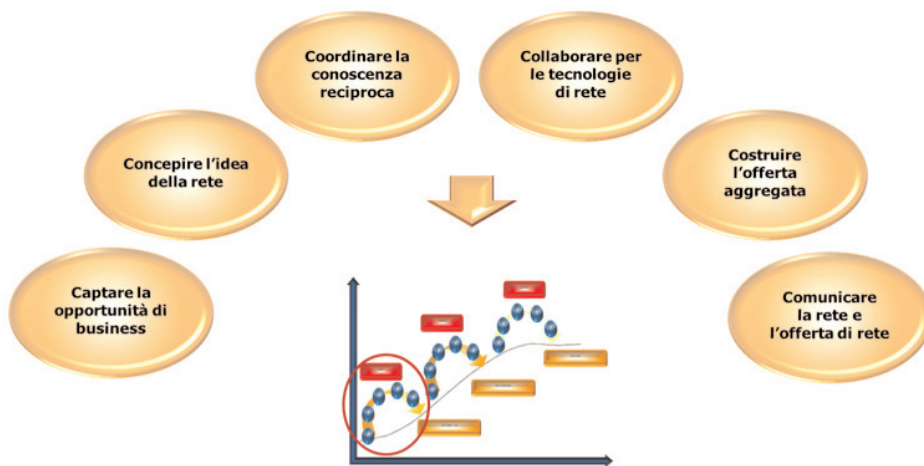 Captare la
opportunità di
business
Concepire l'idea
della rete
Coordinare la
conoscenza
reciproca
Collaborare per
le tecnologie
di rete
Costruire
l'offerta
aggregata
Comunicare
la rete e
l'offerta di rete